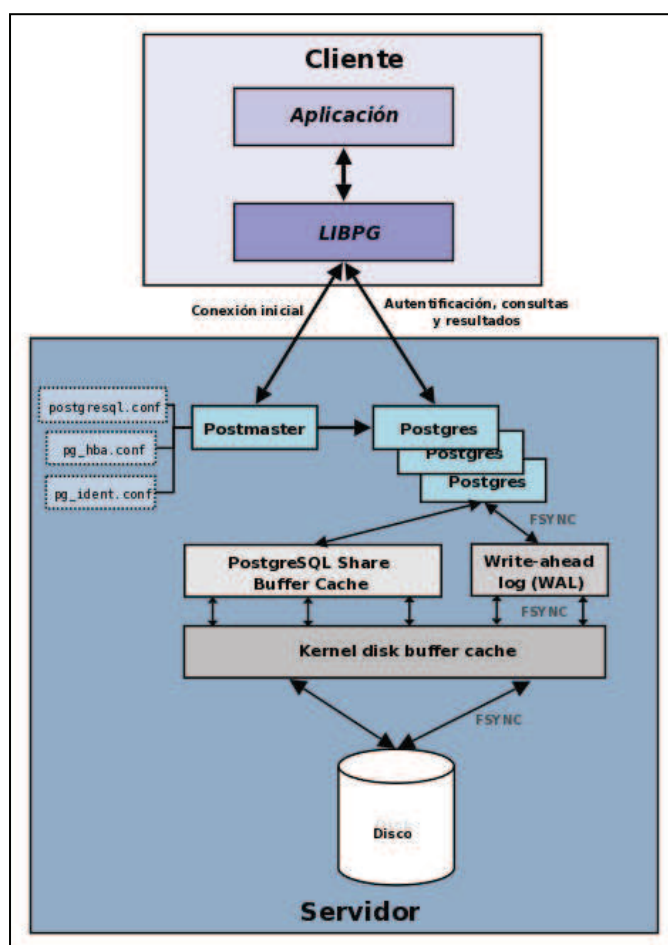 Cliente
Aplicación
LIBPG
Conexión inicial
Autentificación, consultas
y resultados
postgresql.conf
pg_hba.conf
pg_ident.conf
Postmaster
Postgres
Postgres
Postgres
FSYNC
PostgreSQL Share
Buffer Cache
Write-ahead
log (WAL)
FSYNC
Kernel disk buffer cache
FSYNC
Disco
Servidor